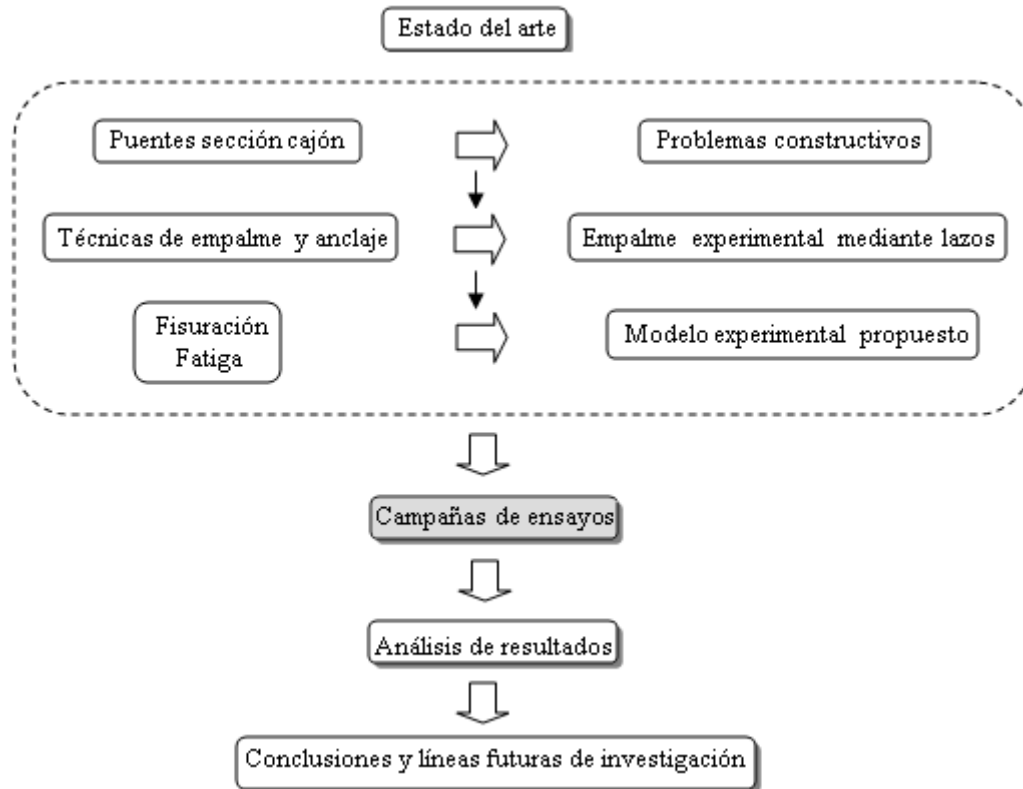 Estado del arte
Puentes sección cajón
Problemas constructivos
Técnicas de empalme y anclaje
Empalme experimental mediante lazos
Fisuración
Fatiga
Modelo experimental propuesto
Campañas de ensayos
Análisis de resultados
Conclusiones y líneas futuras de investigación